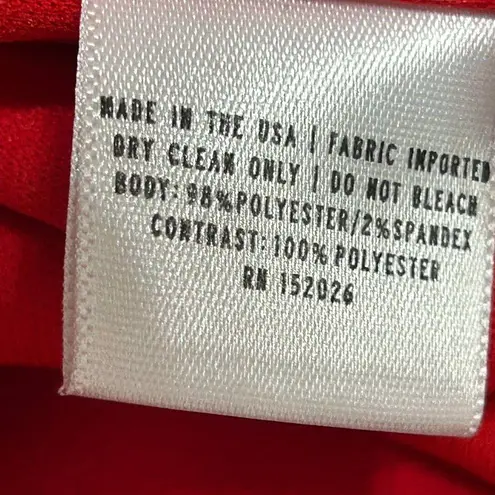 MADE IN THE USA | FABRIC IMPORTED
DRY CLEAN ONLY | DO NOT BLEACH
BODY: 98%POLYESTER/2%SPANDEX
CONTRAST: 100% POLYESTER
RN 152026